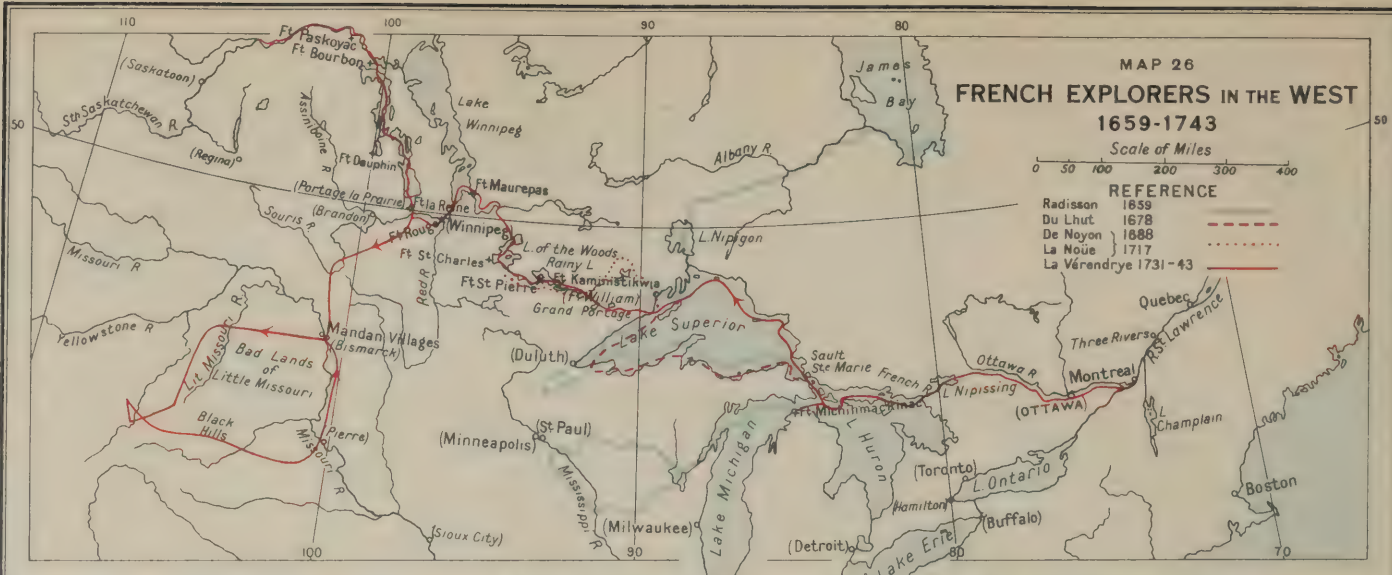 MAP 26
FRENCH EXPLORERS IN THE WEST
1659-1743
Scale of Miles
0 50 100 200 300 400
REFERENCE
Radisson 1659
Du Lhut 1678
De Noyon } 1688
La Noüe } 1717
La Vérendrye 1731-43
110
100
90
80
50
50
100
90
80
70
Ft Paskoyac
Ft Bourbon
(Saskatoon)
Sth Saskatchewan R
(Regina)
Assiniboine R
Lake
Winnipeg
Ft Dauphin
(Portage la Prairie)
Ft la Reine
Ft Maurepas
(Brandon)
Souris R
Ft Rouge
(Winnipeg)
Red R
Ft St Charles
L. of the Woods
Rainy L
Ft St Pierre
Ft Kaministikwia
(Ft William)
Grand Portage
L. Nipigon
Albany R
James
Bay
Missouri R
Yellowstone R
Lit Missouri R
Mandan Villages
(Bismarck)
Bad Lands
of
Little Missouri
Black
Hills
(Pierre)
Missouri R
(Sioux City)
(Duluth)
Lake Superior
(St Paul)
(Minneapolis)
Mississippi R
(Milwaukee)
Lake Michigan
Sault
Ste Marie
French R
Ft Michilimackinac
L Huron
L Nipissing
Ottawa R
(OTTAWA)
Montreal
Three Rivers
Quebec
R St Lawrence
L
Champlain
(Toronto)
L. Ontario
(Hamilton)
(Buffalo)
(Detroit)
Lake Erie
Boston